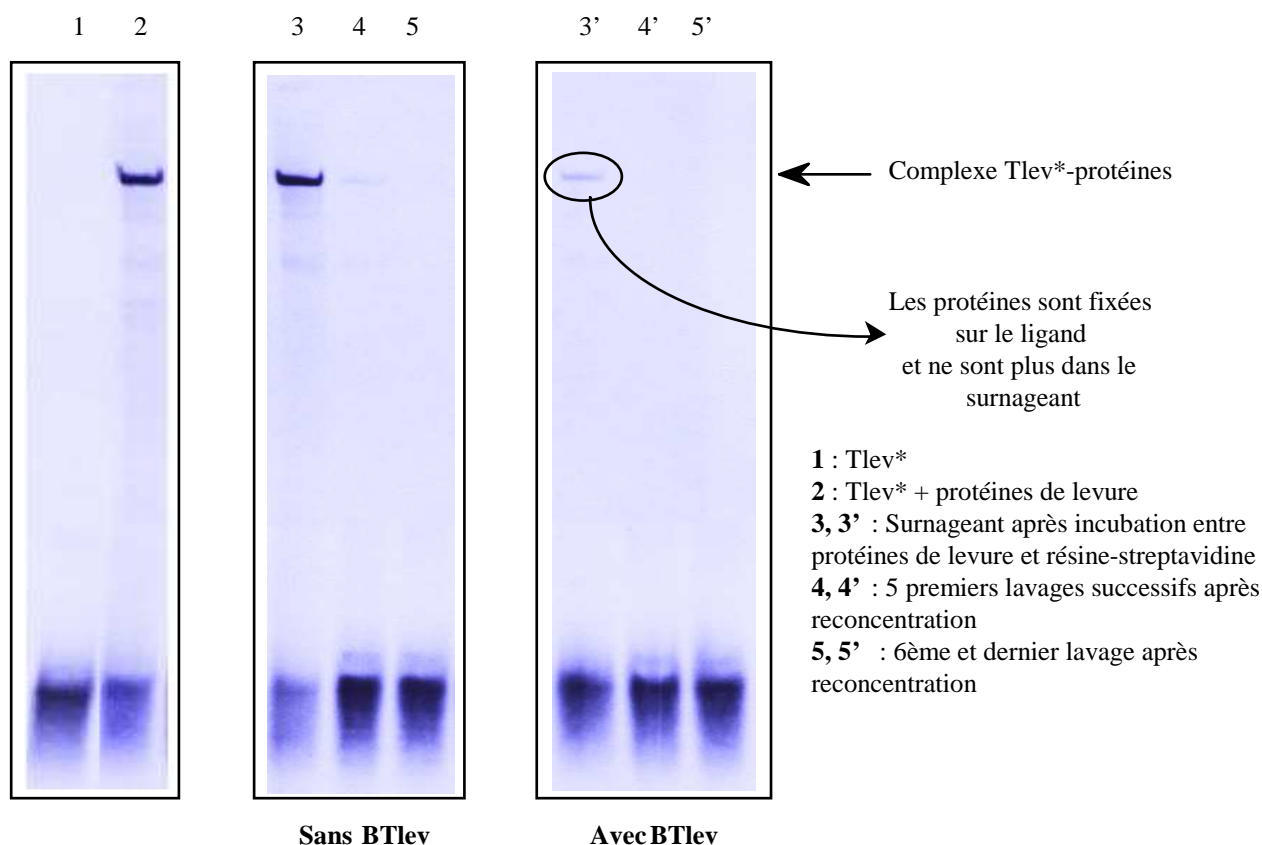 1 2 3 4 5 3’ 4’ 5’
Complexe Tlev*-protéines
Les protéines sont fixées
sur le ligand
et ne sont plus dans le
surnageant
1 : Tlev*
2 : Tlev* + protéines de levure
3, 3’ : Surnageant après incubation entre
protéines de levure et résine-streptavidine
4, 4’ : 5 premiers lavages successifs après
reconcentration
5, 5’ : 6ème et dernier lavage après
reconcentration
Sans BTlev Avec BTlev